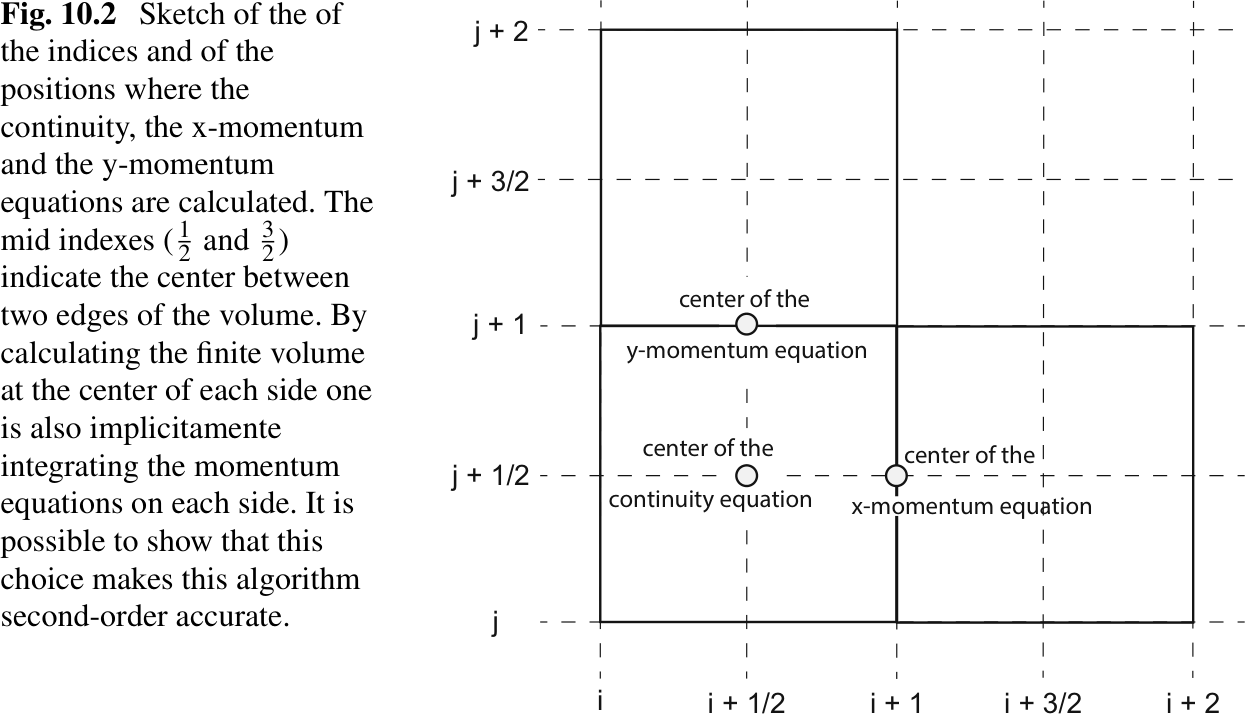 Fig. 10.2 Sketch of the of
the indices and of the
positions where the
continuity, the x-momentum
and the y-momentum
equations are calculated. The
mid indexes (1/2 and 3/2)
indicate the center between
two edges of the volume. By
calculating the finite volume
at the center of each side one
is also implicitamente
integrating the momentum
equations on each side. It is
possible to show that this
choice makes this algorithm
second-order accurate.
j + 2
j + 3/2
center of the
j + 1
y-momentum equation
center of the
center of the
j + 1/2
continuity equation
x-momentum equation
j
i
i + 1/2
i + 1
i + 3/2
i + 2